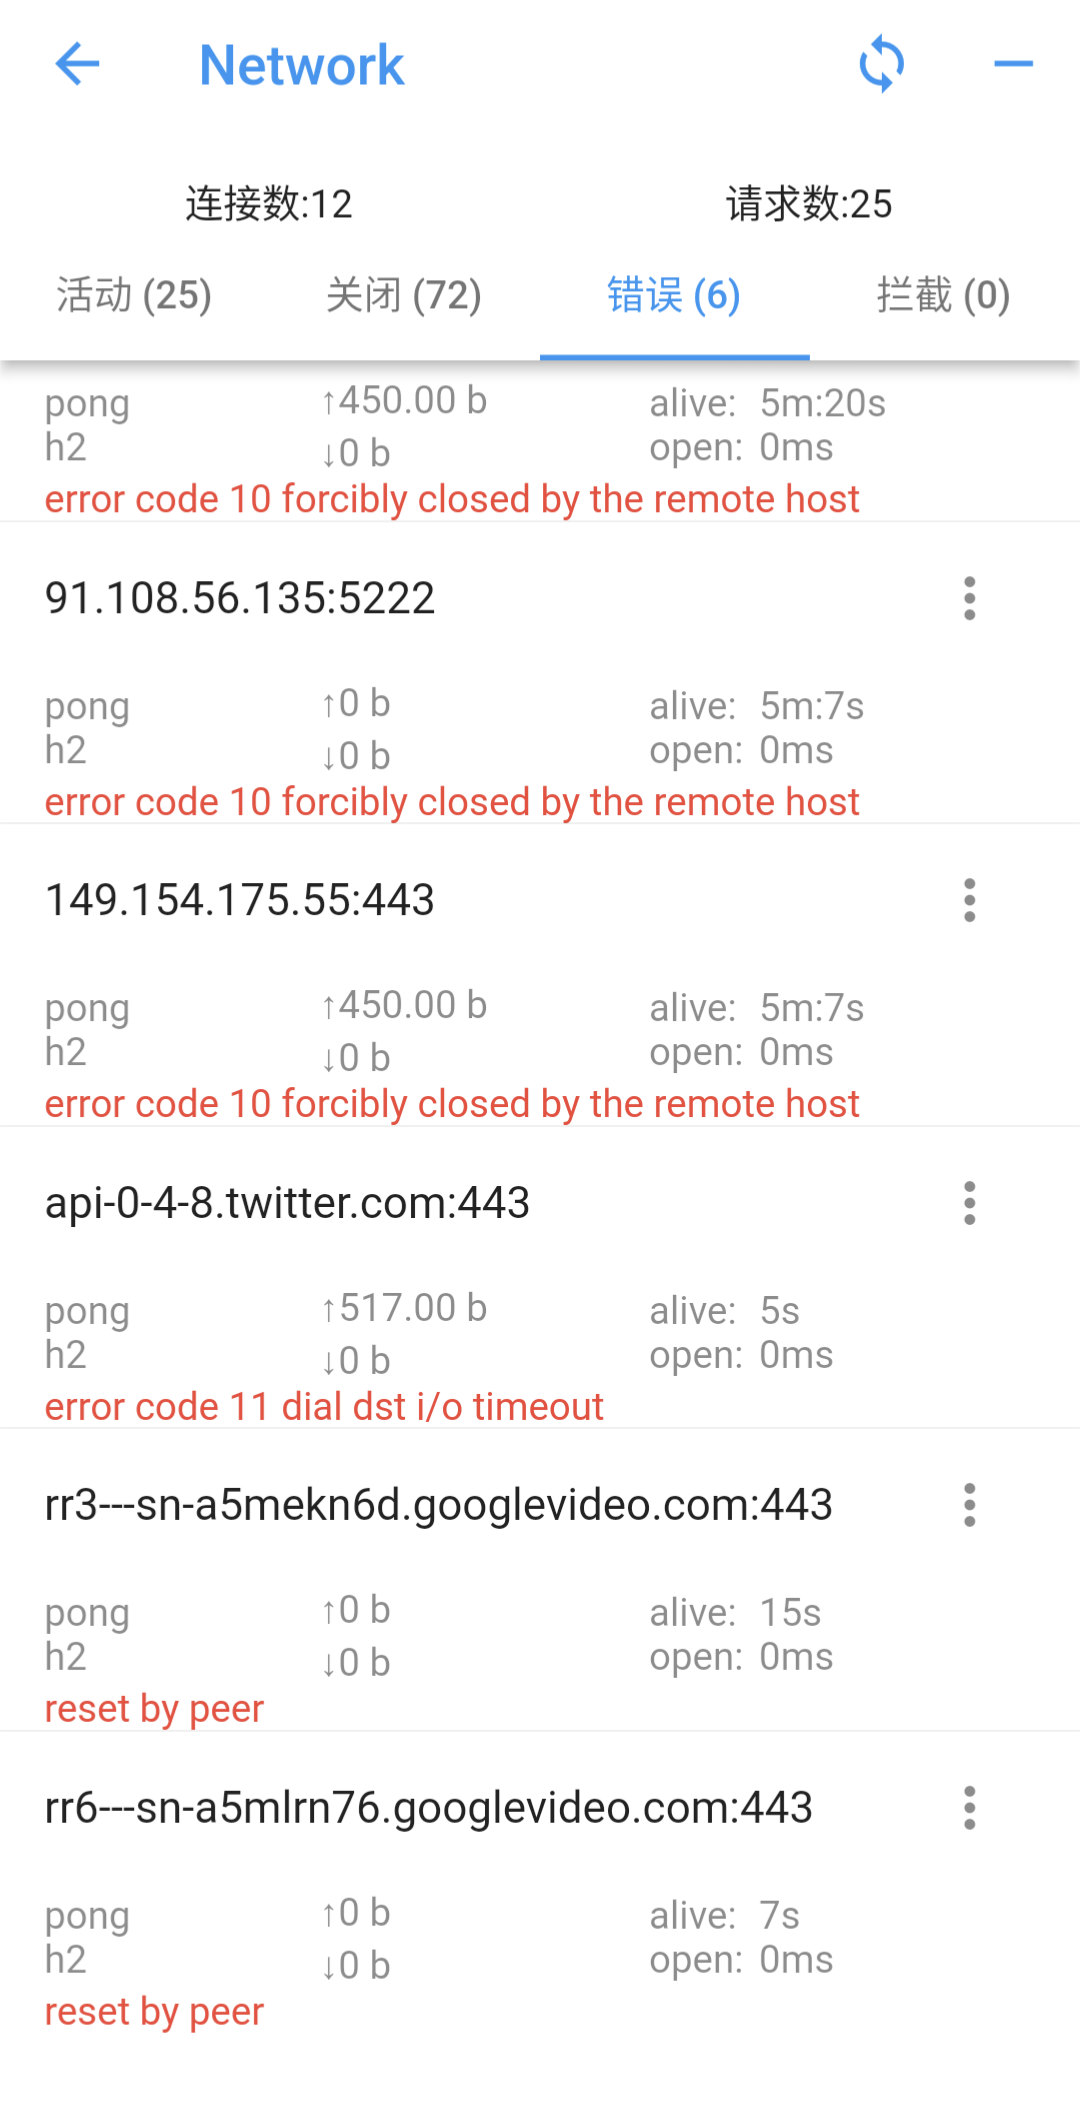 Network
连接数:12 请求数:25
活动 (25) 关闭 (72) 错误 (6) 拦截 (0)
pong ↑450.00 b alive: 5m:20s
h2 ↓0 b open: 0ms
error code 10 forcibly closed by the remote host
91.108.56.135:5222
pong ↑0 b alive: 5m:7s
h2 ↓0 b open: 0ms
error code 10 forcibly closed by the remote host
149.154.175.55:443
pong ↑450.00 b alive: 5m:7s
h2 ↓0 b open: 0ms
error code 10 forcibly closed by the remote host
api-0-4-8.twitter.com:443
pong ↑517.00 b alive: 5s
h2 ↓0 b open: 0ms
error code 11 dial dst i/o timeout
rr3---sn-a5mekn6d.googlevideo.com:443
pong ↑0 b alive: 15s
h2 ↓0 b open: 0ms
reset by peer
rr6---sn-a5mlrn76.googlevideo.com:443
pong ↑0 b alive: 7s
h2 ↓0 b open: 0ms
reset by peer